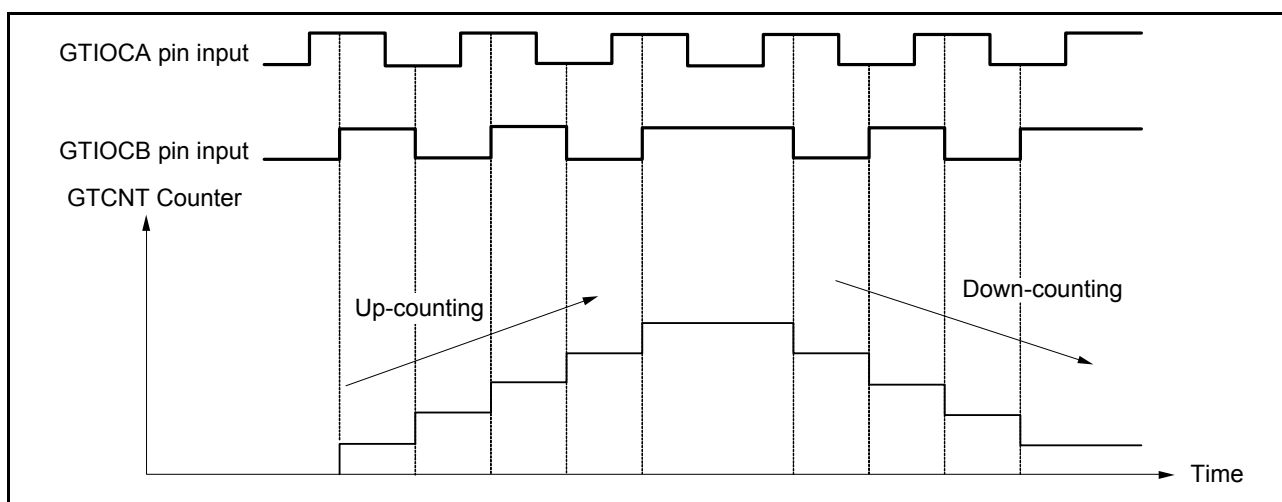 GTIOCA pin input
GTIOCB pin input
GTCNT Counter
Up-counting
Down-counting
Time